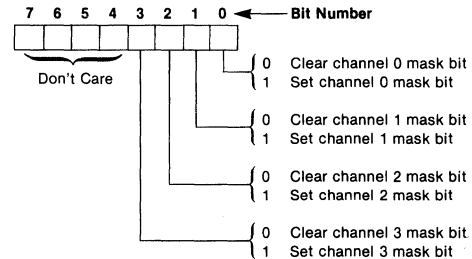 7 6 5 4 3 2 1 0 Bit Number
Don't Care
0 Clear channel 0 mask bit
1 Set channel 0 mask bit
0 Clear channel 1 mask bit
1 Set channel 1 mask bit
0 Clear channel 2 mask bit
1 Set channel 2 mask bit
0 Clear channel 3 mask bit
1 Set channel 3 mask bit